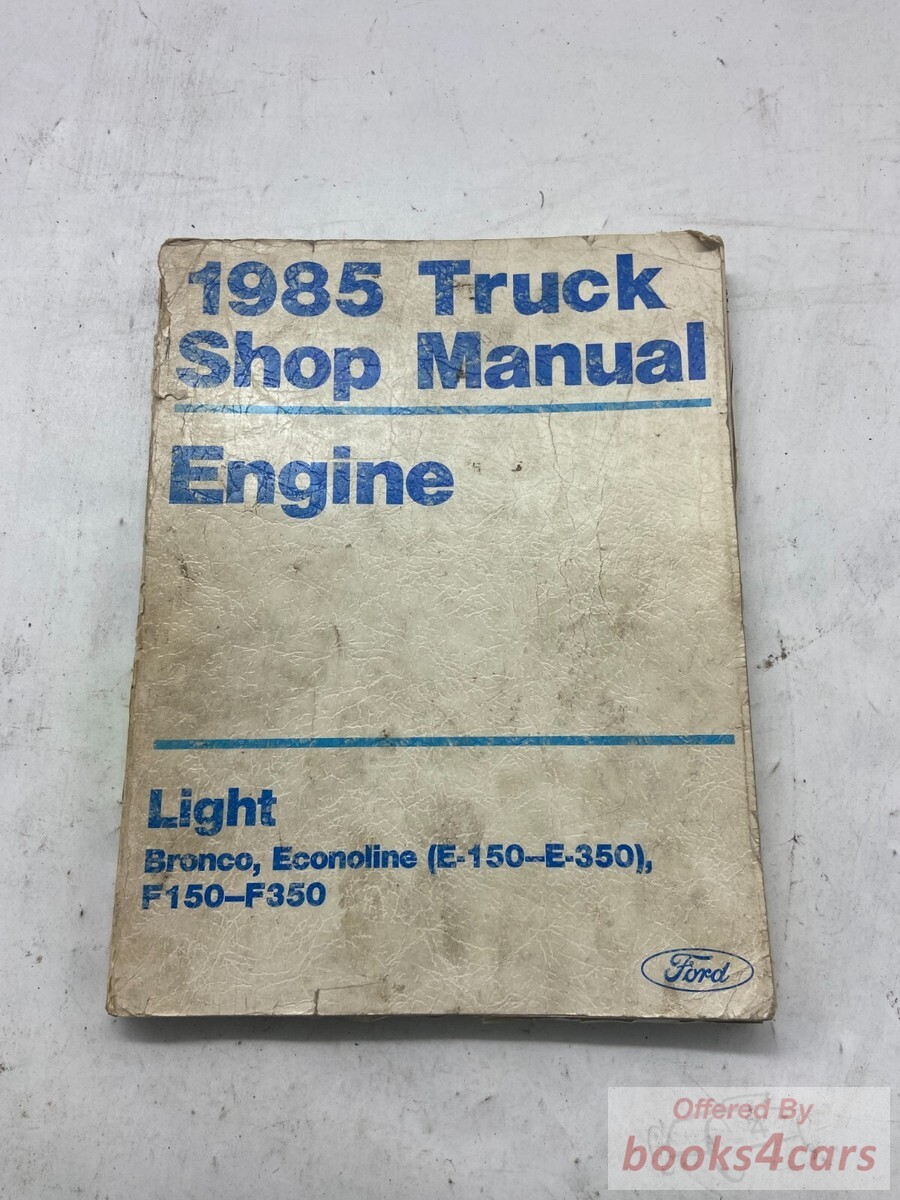 1985 Truck
Shop Manual
Engine
Light
Bronco, Econoline (E-150–E-350),
F150–F350
Ford
Offered By
books4cars